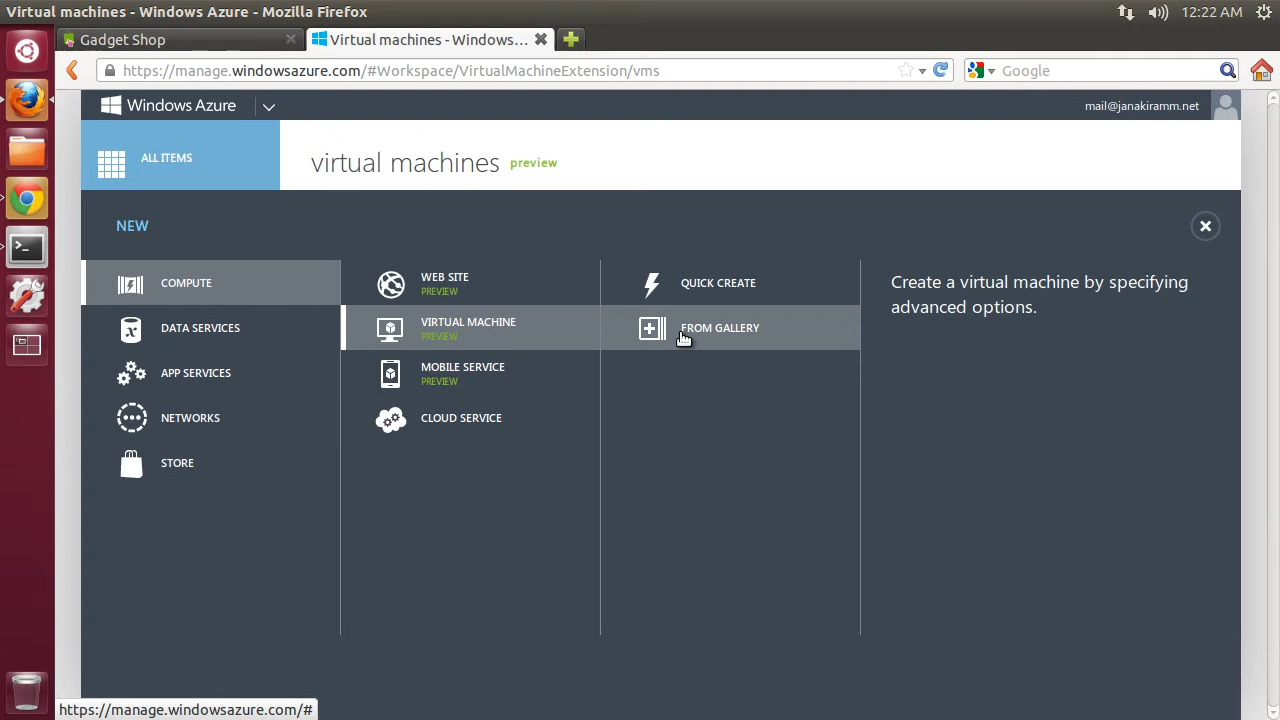 Virtual machines - Windows Azure - Mozilla Firefox
12:22 AM
Gadget Shop
Virtual machines - Windows...
https://manage.windowsazure.com/#Workspace/VirtualMachineExtension/vms
Google
Windows Azure
mail@janakiramm.net
ALL ITEMS
virtual machines preview
NEW
COMPUTE
DATA SERVICES
APP SERVICES
NETWORKS
STORE
WEB SITE
PREVIEW
VIRTUAL MACHINE
PREVIEW
MOBILE SERVICE
PREVIEW
CLOUD SERVICE
QUICK CREATE
FROM GALLERY
Create a virtual machine by specifying
advanced options.
https://manage.windowsazure.com/#